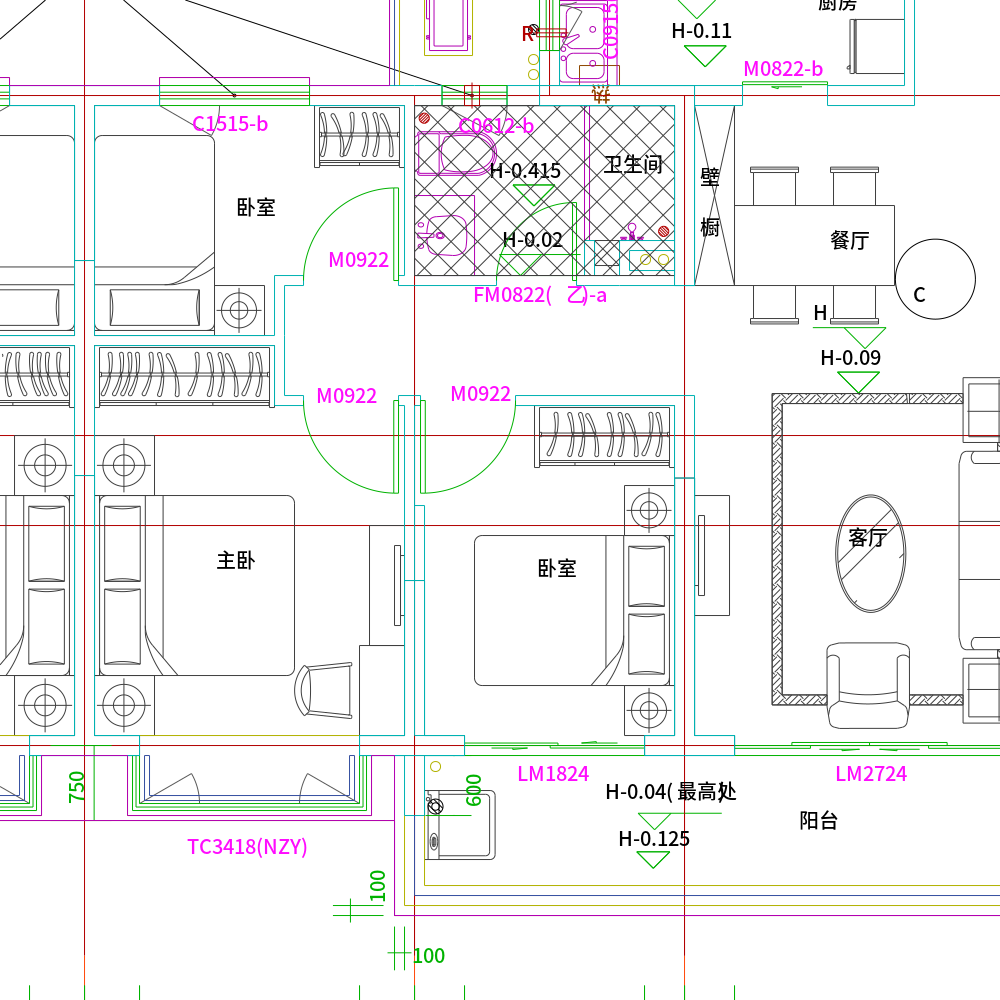 厨房
H-0.11
R
C0915
M0822-b
热
C1515-b
C0612-b
H-0.415
卫生间
壁
橱
卧室
H-0.02
餐厅
M0922
FM0822( 乙)-a
C
H
H-0.09
M0922
M0922
客厅
主卧
卧室
LM1824
LM2724
750
600
H-0.04( 最高处)
阳台
H-0.125
TC3418(NZY)
100
100